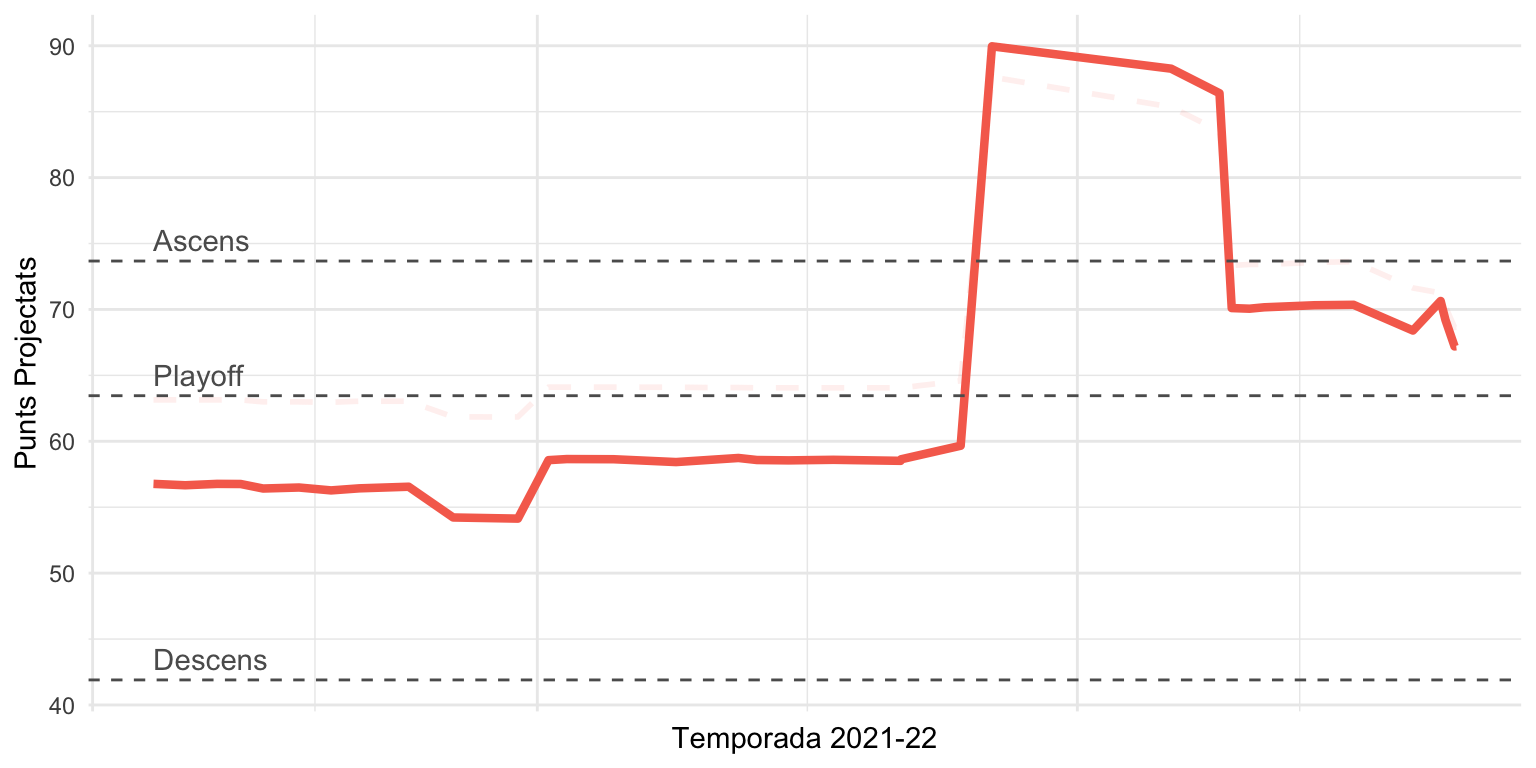 90
80
Ascens
70
Playoff
60
50
Descens
40
Punts Projectats
Temporada 2021-22